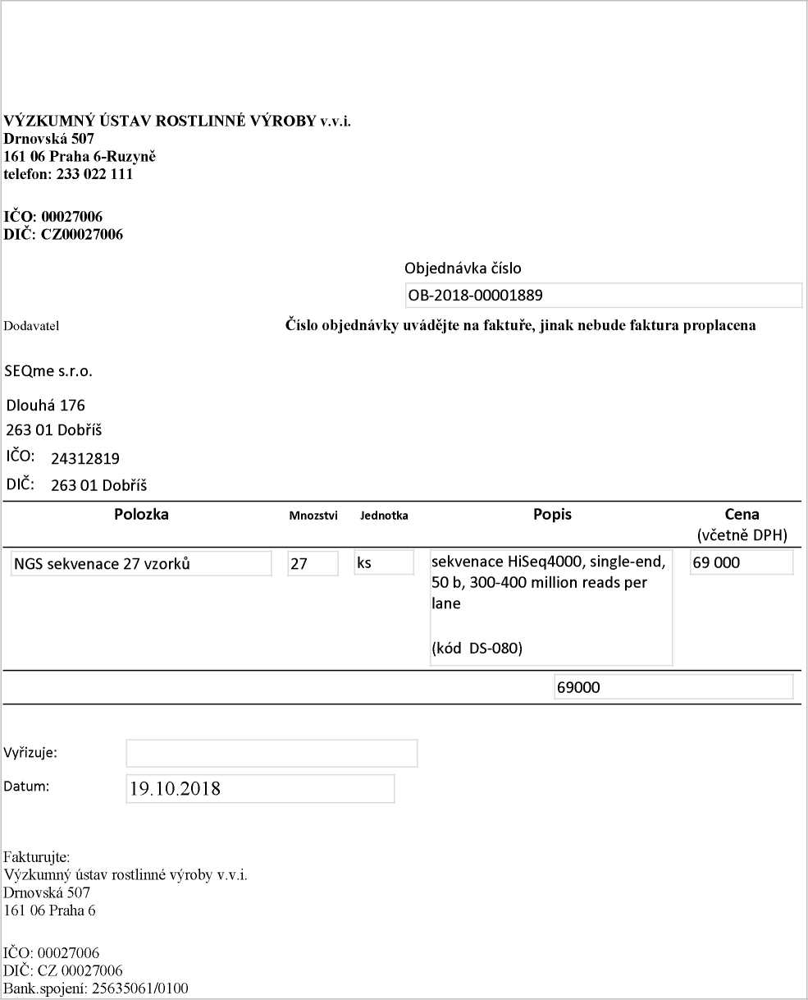 VÝZKUMNÝ ÚSTAV ROSTLINNÉ VÝROBY v.v.i.
Drnovská 507
161 06 Praha 6-Ruzyně
telefon: 233 022 111
IČO: 00027006
DIČ: CZ00027006
Objednávka číslo
OB-2018-00001889
Dodavatel
Číslo objednávky uvádějte na faktuře, jinak nebude faktura proplacena
SEQme s.r.o.
Dlouhá 176
263 01 Dobříš
IČO: 24312819
DIČ: 263 01 Dobříš
Polozka Mnozstvi Jednotka Popis Cena
(včetně DPH)
NGS sekvenace 27 vzorků 27 ks sekvenace HiSeq4000, single-end, 69 000
50 b, 300-400 million reads per
lane
(kód DS-080)
69000
Vyřizuje:
Datum: 19.10.2018
Fakturujte:
Výzkumný ústav rostlinné výroby v.v.i.
Drnovská 507
161 06 Praha 6
IČO: 00027006
DIČ: CZ 00027006
Bank.spojení: 25635061/0100